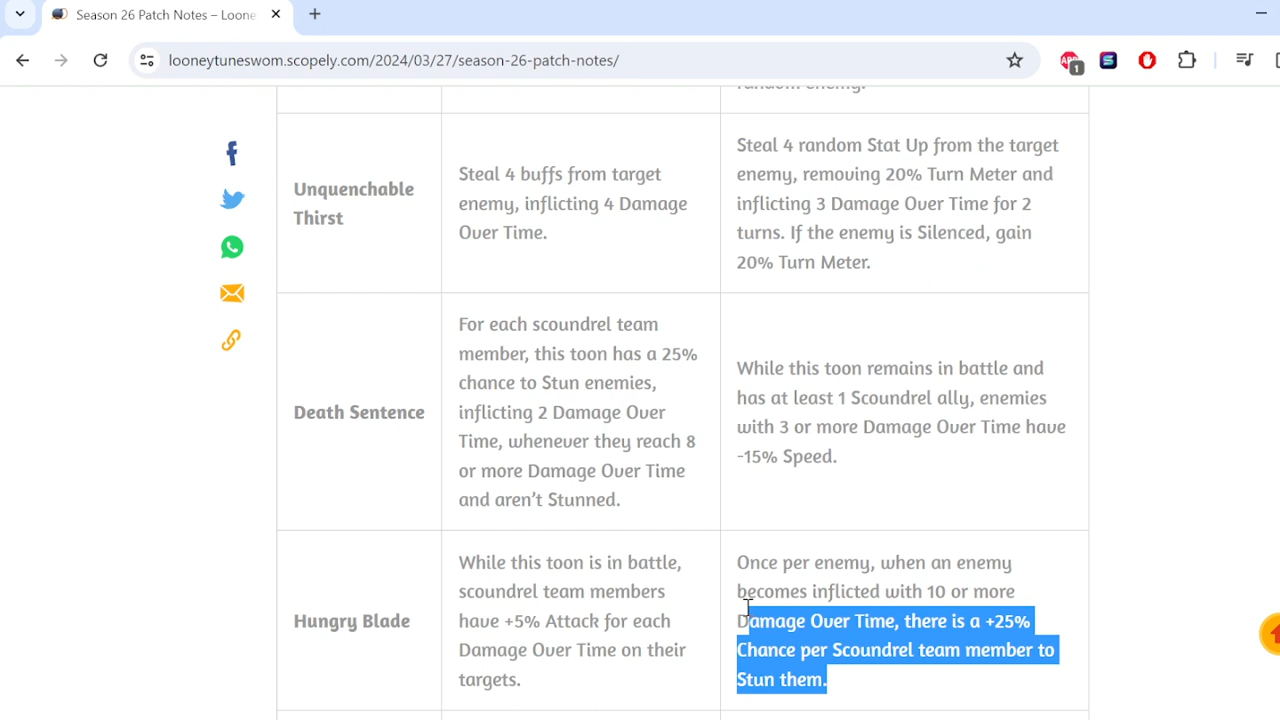 Season 26 Patch Notes – Loone
looneytuneswom.scopely.com/2024/03/27/season-26-patch-notes/
1
random enemy.
Unquenchable
Thirst
Steal 4 buffs from target
enemy, inflicting 4 Damage
Over Time.
Steal 4 random Stat Up from the target
enemy, removing 20% Turn Meter and
inflicting 3 Damage Over Time for 2
turns. If the enemy is Silenced, gain
20% Turn Meter.
Death Sentence
For each scoundrel team
member, this toon has a 25%
chance to Stun enemies,
inflicting 2 Damage Over
Time, whenever they reach 8
or more Damage Over Time
and aren't Stunned.
While this toon remains in battle and
has at least 1 Scoundrel ally, enemies
with 3 or more Damage Over Time have
-15% Speed.
Hungry Blade
While this toon is in battle,
scoundrel team members
have +5% Attack for each
Damage Over Time on their
targets.
Once per enemy, when an enemy
becomes inflicted with 10 or more
Damage Over Time, there is a +25%
Chance per Scoundrel team member to
Stun them.